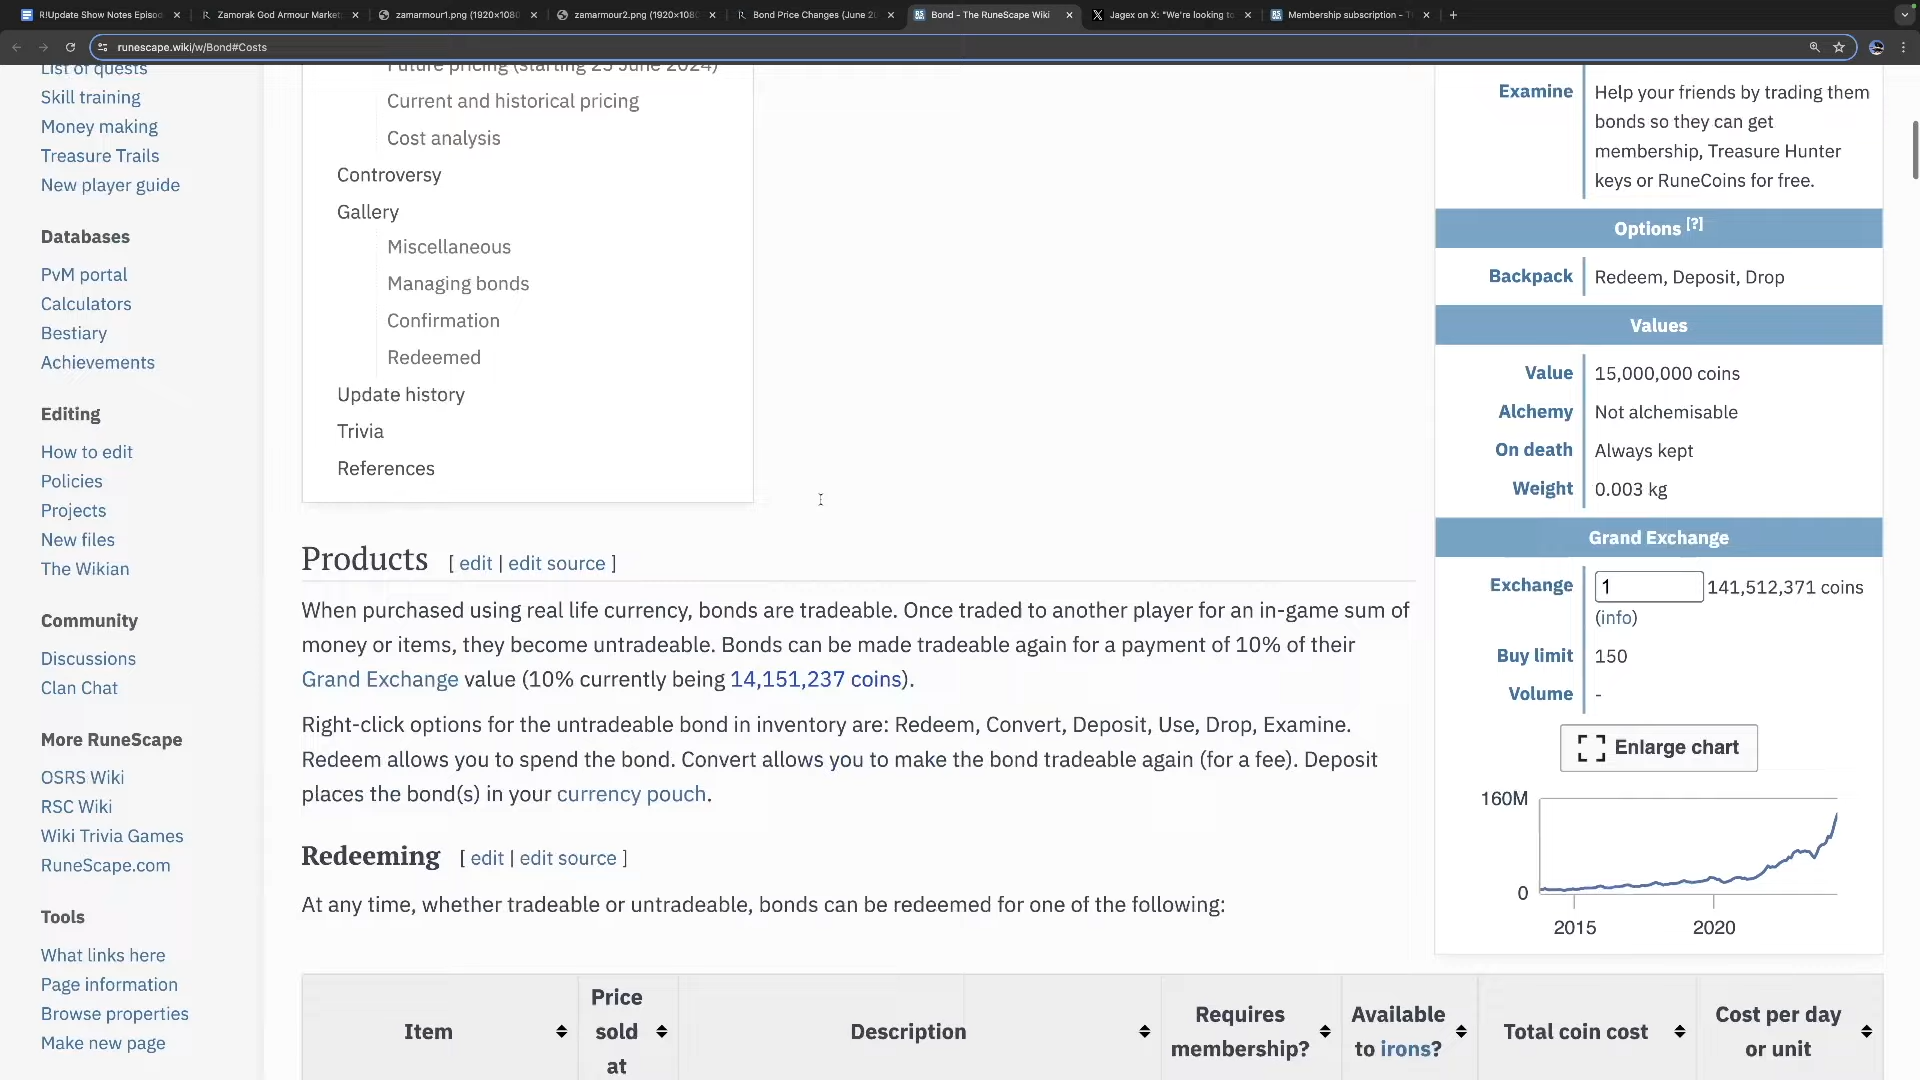 R!Update Show Notes Episod
Zamorak God Armour Market
zamarmour1.png (1920×1080
zamarmour2.png (1920×1080
Bond Price Changes (June 2
Bond - The RuneScape Wiki
Jagex on X: "We're looking to
Membership subscription - T
runescape.wiki/w/Bond#Costs
List of quests
Skill training
Money making
Treasure Trails
New player guide
Databases
PvM portal
Calculators
Bestiary
Achievements
Editing
How to edit
Policies
Projects
New files
The Wikian
Community
Discussions
Clan Chat
More RuneScape
OSRS Wiki
RSC Wiki
Wiki Trivia Games
RuneScape.com
Tools
What links here
Page information
Browse properties
Make new page
Future pricing (starting 25 June 2024)
Current and historical pricing
Cost analysis
Controversy
Gallery
Miscellaneous
Managing bonds
Confirmation
Redeemed
Update history
Trivia
References
Products [ edit | edit source ]
When purchased using real life currency, bonds are tradeable. Once traded to another player for an in-game sum of
money or items, they become untradeable. Bonds can be made tradeable again for a payment of 10% of their
Grand Exchange value (10% currently being 14,151,237 coins).
Right-click options for the untradeable bond in inventory are: Redeem, Convert, Deposit, Use, Drop, Examine.
Redeem allows you to spend the bond. Convert allows you to make the bond tradeable again (for a fee). Deposit
places the bond(s) in your currency pouch.
Redeeming [ edit | edit source ]
At any time, whether tradeable or untradeable, bonds can be redeemed for one of the following:
Item
Price
sold
at
Description
Requires
membership?
Available
to irons?
Total coin cost
Cost per day
or unit
Examine
Help your friends by trading them
bonds so they can get
membership, Treasure Hunter
keys or RuneCoins for free.
Options [?]
Backpack Redeem, Deposit, Drop
Values
Value 15,000,000 coins
Alchemy Not alchemisable
On death Always kept
Weight 0.003 kg
Grand Exchange
Exchange 1 141,512,371 coins
(info)
Buy limit 150
Volume -
Enlarge chart
160M
0
2015 2020